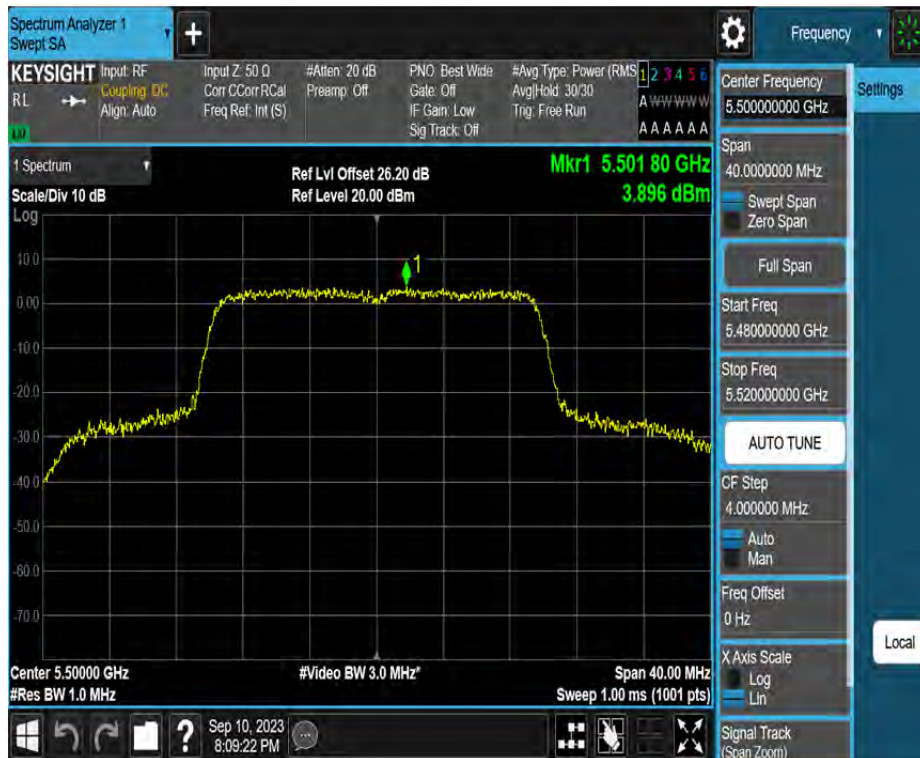 Spectrum Analyzer 1
Swept SA
+
Frequency
KEYSIGHT
RL
Input: RF
Coupling: DC
Align: Auto
Input Z: 50 Ω
Corr CCorr RCal
Freq Ref: Int (S)
#Atten: 20 dB
Preamp: Off
PNO: Best Wide
Gate: Off
IF Gain: Low
Sig Track: Off
#Avg Type: Power (RMS
Avg|Hold: 30/30
Trig: Free Run
1 2 3 4 5 6
A W W W W W
A A A A A A
1 Spectrum
Scale/Div 10 dB
Log
Ref Lvl Offset 26.20 dB
Ref Level 20.00 dBm
Mkr1 5.501 80 GHz
3.896 dBm
1
10.0
0.00
-10.0
-20.0
-30.0
-40.0
-50.0
-60.0
-70.0
Center 5.50000 GHz
#Res BW 1.0 MHz
#Video BW 3.0 MHz*
Span 40.00 MHz
Sweep 1.00 ms (1001 pts)
?
Sep 10, 2023
8:09:22 PM
Center Frequency
5.500000000 GHz
Span
40.0000000 MHz
Swept Span
Zero Span
Full Span
Start Freq
5.480000000 GHz
Stop Freq
5.520000000 GHz
AUTO TUNE
CF Step
4.000000 MHz
Auto
Man
Freq Offset
0 Hz
X Axis Scale
Log
Lin
Signal Track
(Span Zoom)
Settings
Local